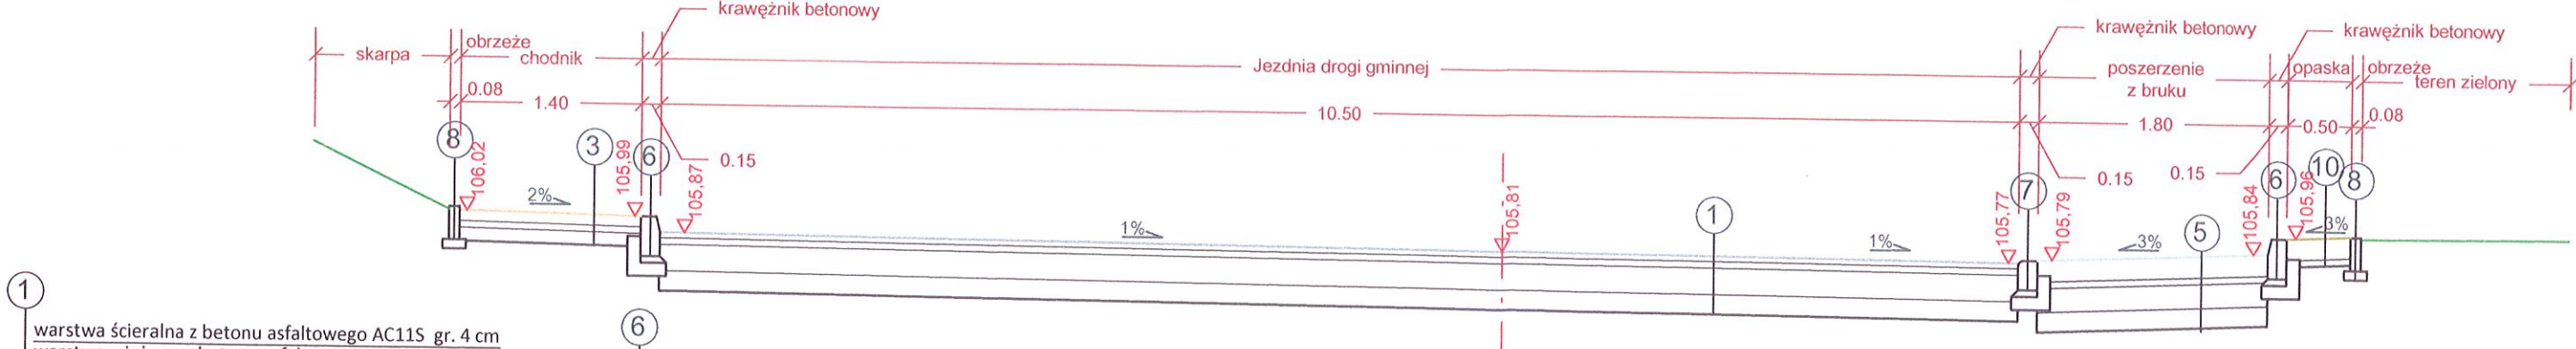 krawężnik betonowy
krawężnik betonowy
krawężnik betonowy
skarpa
obrzeże
chodnik
Jezdnia drogi gminnej
poszerzenie
z bruku
opaska
obrzeże
teren zielony
0.08
1.40
10.50
1.80
0.50
0.08
0.15
0.15
0.15
8
3
6
106,02
105,99
105,87
105,81
105,77
105,79
105,84
105,96
1
7
5
6
10
8
2%
1%
1%
3%
3%
1
warstwa ścieralna z betonu asfaltowego AC11S gr. 4 cm
6